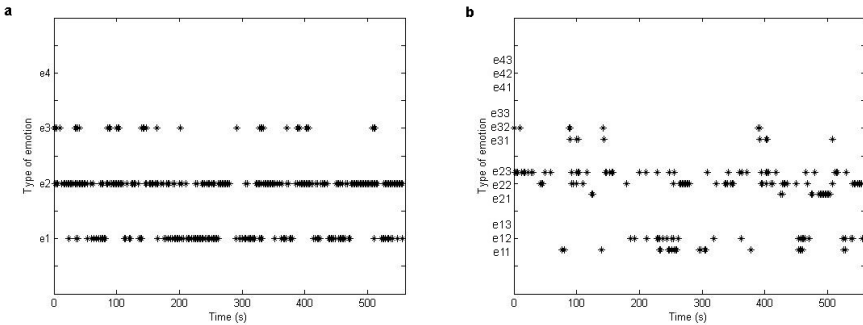 a
e4
e3
e2
e1
Type of emotion
0 100 200 300 400 500
Time (s)
b
e43
e42
e41
e33
e32
e31
e23
e22
e21
e13
e12
e11
Type of emotion
0 100 200 300 400 500
Time (s)